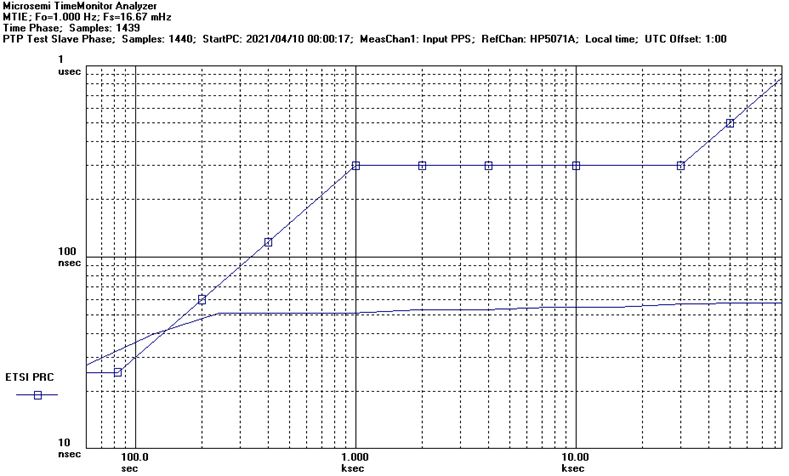 Microsemi TimeMonitor Analyzer
MTIE; Fo=1.000 Hz; Fs=16.67 mHz
Time Phase; Samples: 1439
PTP Test Slave Phase; Samples: 1440; StartPC: 2021/04/10 00:00:17; MeasChan1: Input PPS; RefChan: HP5071A; Local time; UTC Offset: 1:00
1
usec
100
nsec
ETSI PRC
10
nsec
100.0
sec
1.000
ksec
10.00
ksec